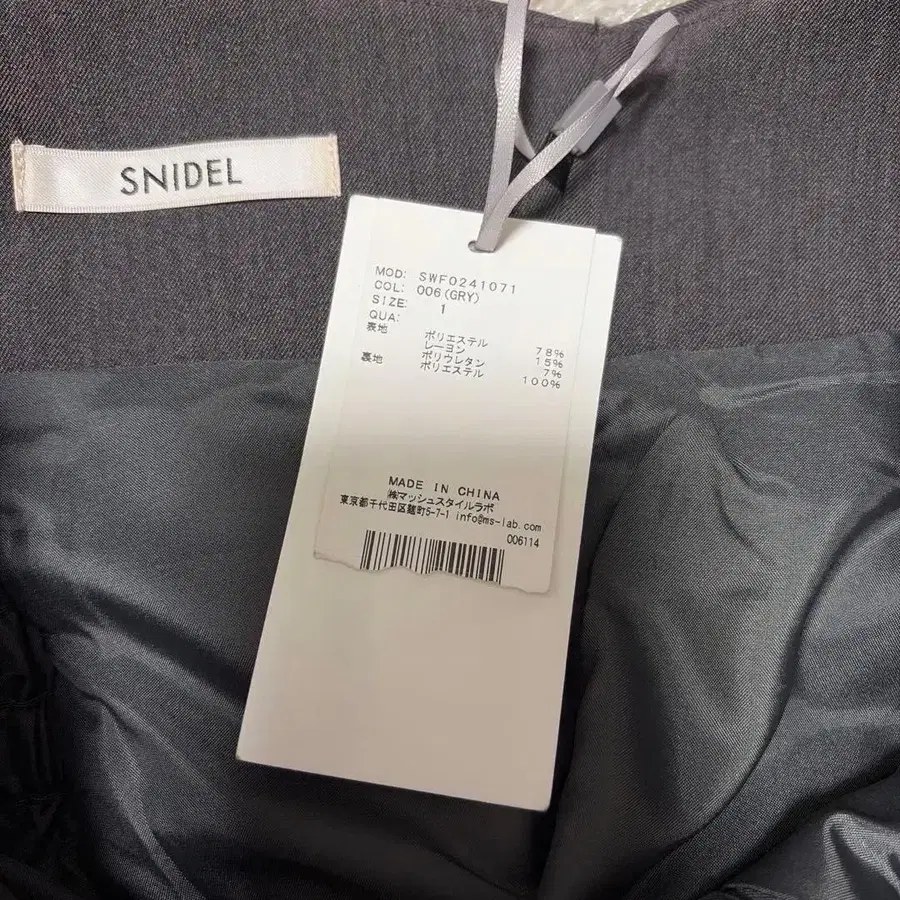 SNIDEL
MOD: SWF0241071
COL: 006(GRY)
SIZE: 1
QUA:
表地 ポリエステル 78%
レーヨン 15%
ポリウレタン 7%
裏地 ポリエステル 100%
MADE IN CHINA
㈱マッシュスタイルラボ
東京都千代田区麹町5-7-1 info@ms-lab.com
006114